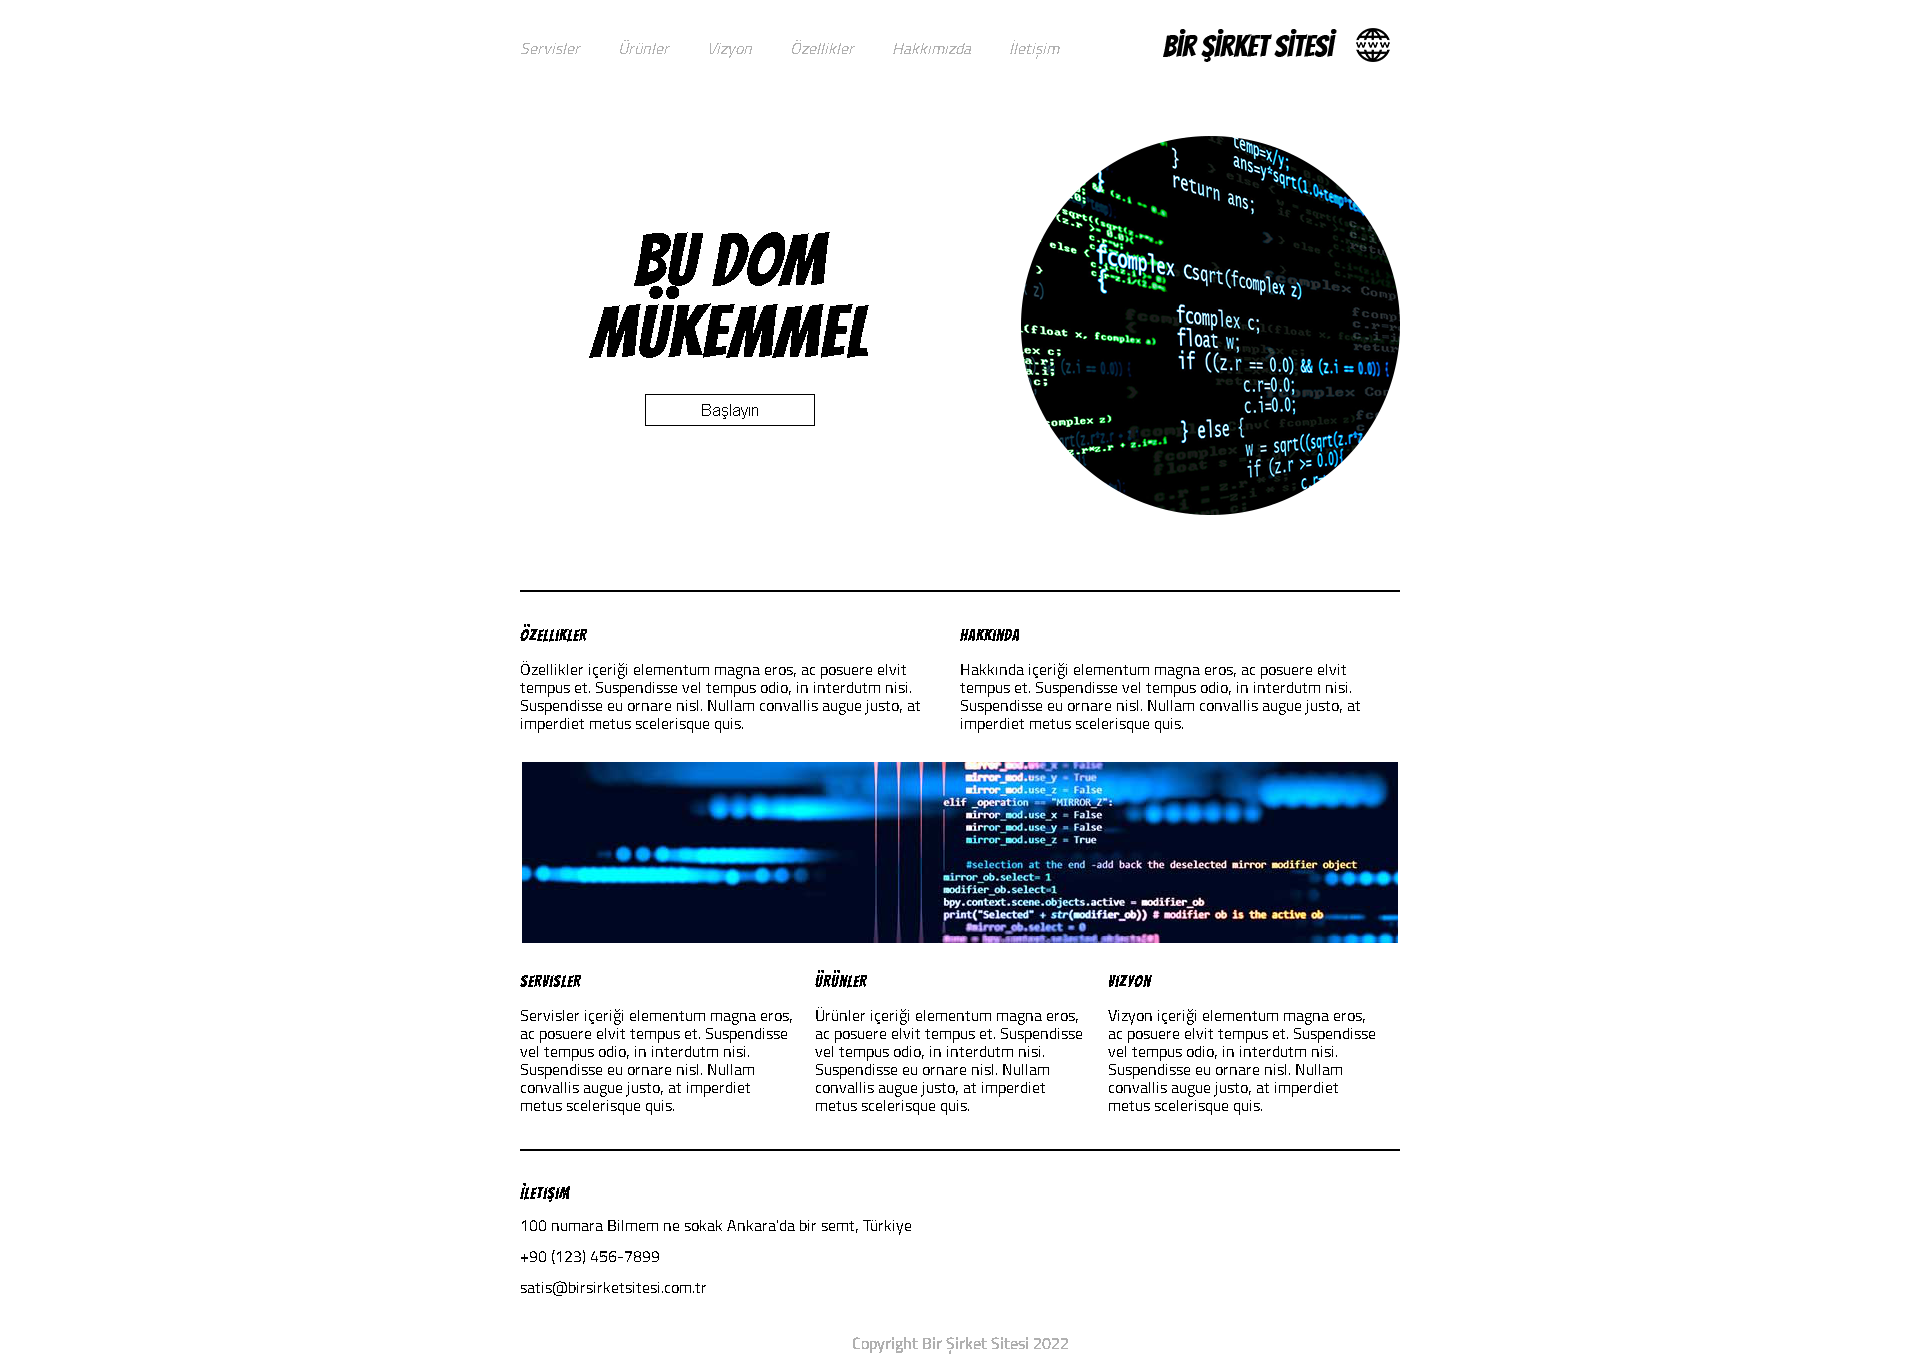 Servisler Ürünler Vizyon Özellikler Hakkımızda İletişim
BİR ŞİRKET SİTESİ
WWW
BU DOM
MÜKEMMEL
Başlayın
temp=x/y;
ans=y*sqrt(1.0+temp*te
}
return ans;
fcomplex Csqrt(fcomplex z)
{
fcomplex c;
float w;
if ((z.r == 0.0) && (z.i == 0.0)) {
c.r=0.0;
c.i=0.0;
} else {
w = sqrt((sqrt(z.r*z
if (z.r >= 0.0){
ÖZELLIKLER
Özellikler içeriği elementum magna eros, ac posuere elvit
tempus et. Suspendisse vel tempus odio, in interdutm nisi.
Suspendisse eu ornare nisl. Nullam convallis augue justo, at
imperdiet metus scelerisque quis.
HAKKINDA
Hakkında içeriği elementum magna eros, ac posuere elvit
tempus et. Suspendisse vel tempus odio, in interdutm nisi.
Suspendisse eu ornare nisl. Nullam convallis augue justo, at
imperdiet metus scelerisque quis.
mirror_mod.use_x = False
mirror_mod.use_y = True
mirror_mod.use_z = False
elif _operation == "MIRROR_Z":
mirror_mod.use_x = False
mirror_mod.use_y = False
mirror_mod.use_z = True
#selection at the end -add back the deselected mirror modifier object
mirror_ob.select= 1
modifier_ob.select=1
bpy.context.scene.objects.active = modifier_ob
print("Selected" + str(modifier_ob)) # modifier ob is the active ob
#mirror_ob.select = 0
SERVISLER
Servisler içeriği elementum magna eros,
ac posuere elvit tempus et. Suspendisse
vel tempus odio, in interdutm nisi.
Suspendisse eu ornare nisl. Nullam
convallis augue justo, at imperdiet
metus scelerisque quis.
ÜRÜNLER
Ürünler içeriği elementum magna eros,
ac posuere elvit tempus et. Suspendisse
vel tempus odio, in interdutm nisi.
Suspendisse eu ornare nisl. Nullam
convallis augue justo, at imperdiet
metus scelerisque quis.
VIZYON
Vizyon içeriği elementum magna eros,
ac posuere elvit tempus et. Suspendisse
vel tempus odio, in interdutm nisi.
Suspendisse eu ornare nisl. Nullam
convallis augue justo, at imperdiet
metus scelerisque quis.
İLETIŞIM
100 numara Bilmem ne sokak Ankara'da bir semt, Türkiye
+90 (123) 456-7899
satis@birsirketsitesi.com.tr
Copyright Bir Şirket Sitesi 2022